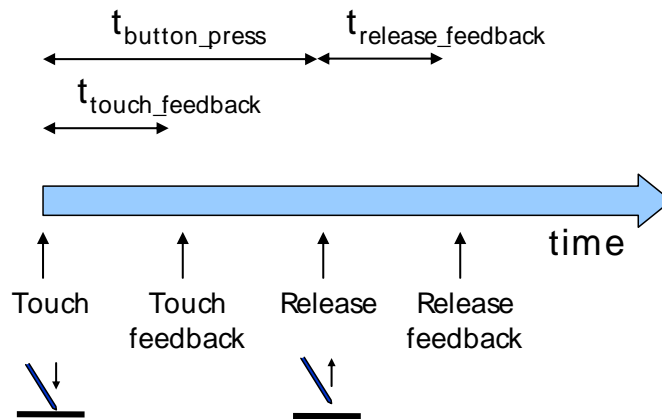 t_button_press
t_release_feedback
t_touch_feedback
time
Touch
Touch
feedback
Release
Release
feedback